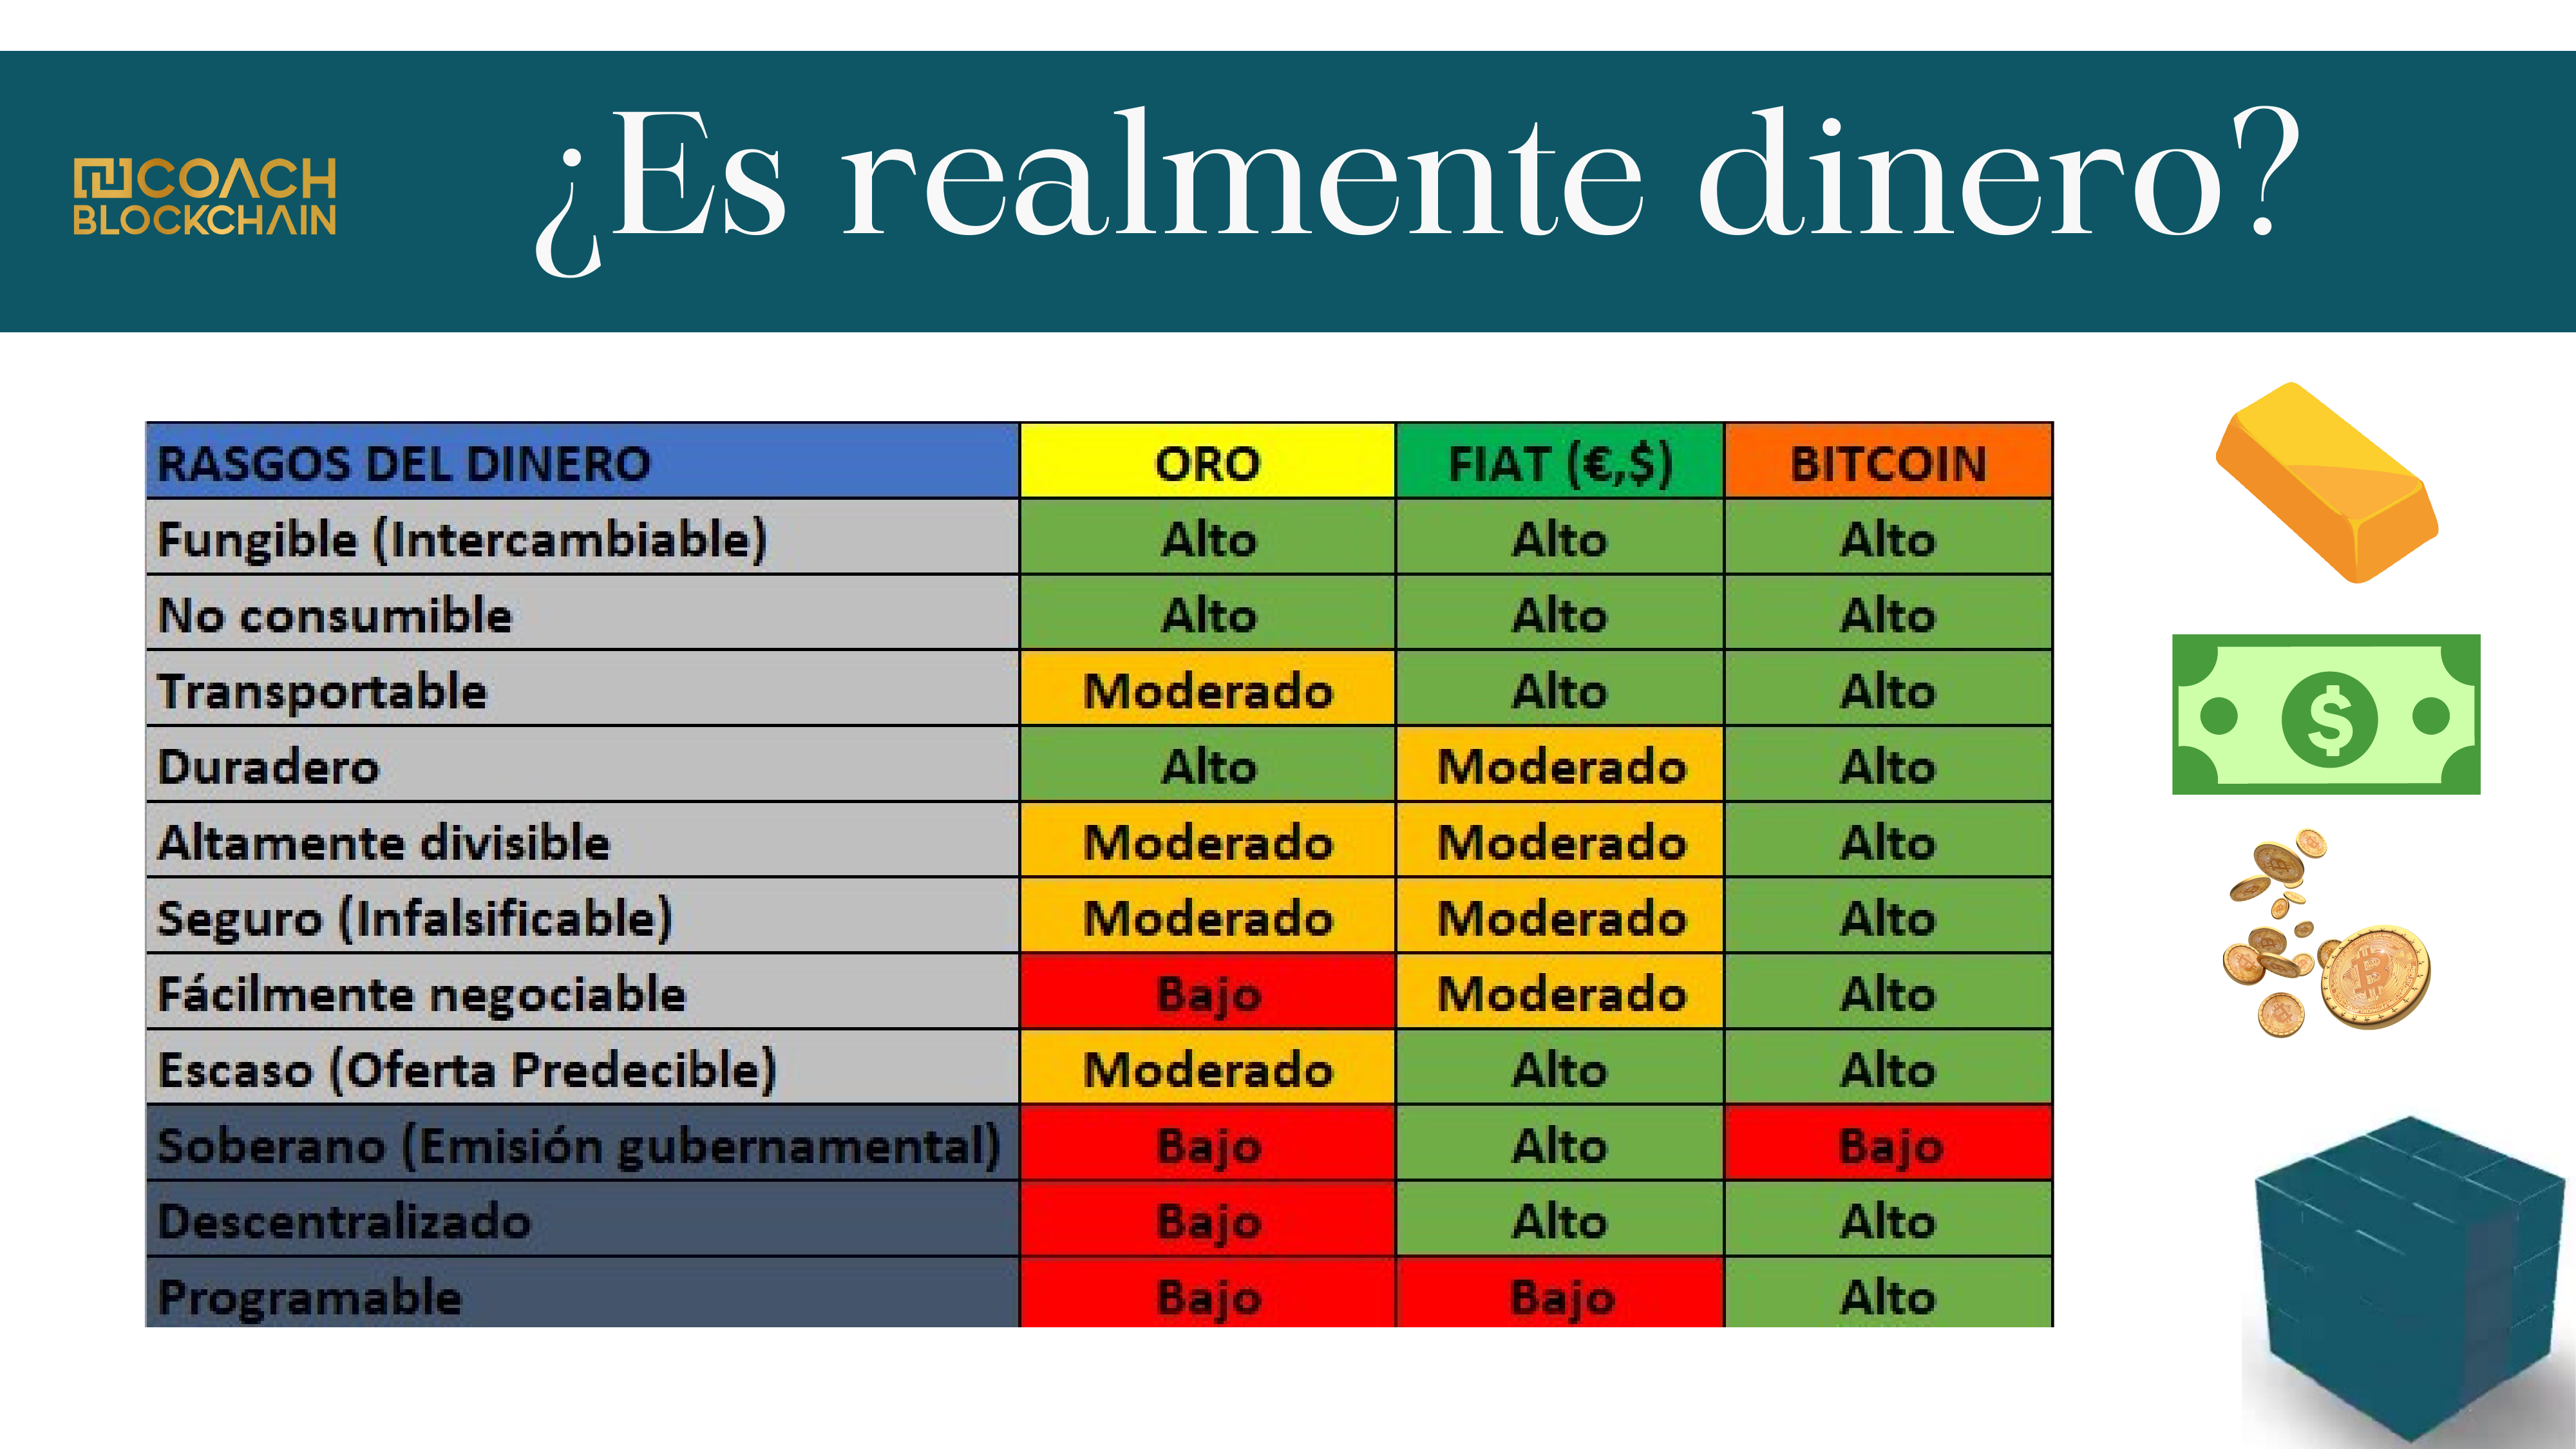 COACH
BLOCKCHAIN
¿Es realmente dinero?
RASGOS DEL DINERO ORO FIAT (€,$) BITCOIN
Fungible (Intercambiable) Alto Alto Alto
No consumible Alto Alto Alto
Transportable Moderado Alto Alto
Duradero Alto Moderado Alto
Altamente divisible Moderado Moderado Alto
Seguro (Infalsificable) Moderado Moderado Alto
Fácilmente negociable Bajo Moderado Alto
Escaso (Oferta Predecible) Moderado Alto Alto
Soberano (Emisión gubernamental) Bajo Alto Bajo
Descentralizado Bajo Alto Alto
Programable Bajo Bajo Alto
$